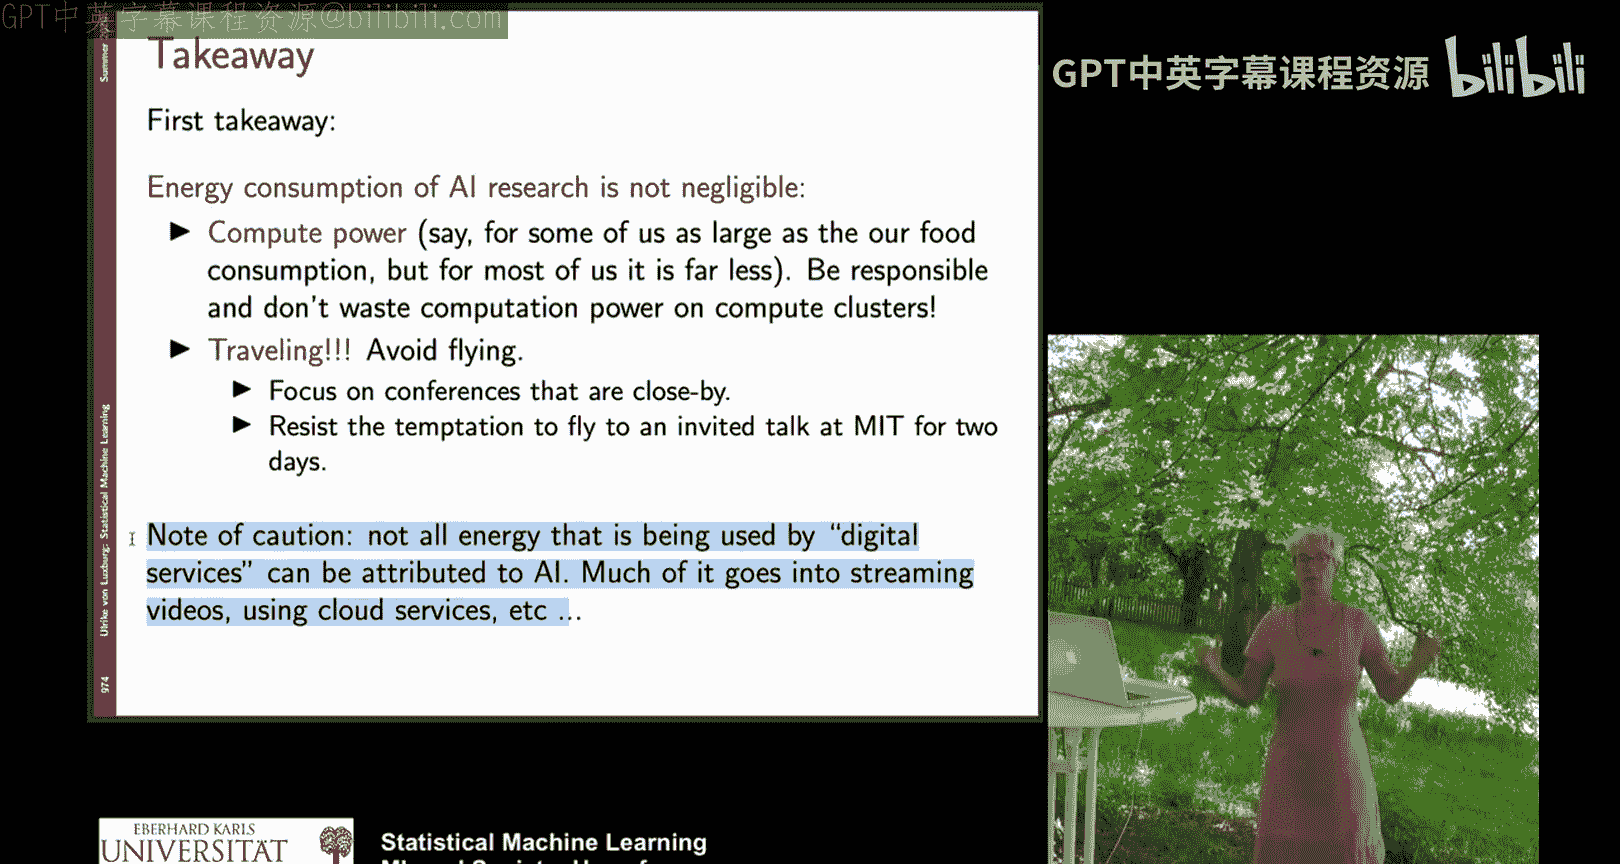 GPT中英字幕课程资源@bilibili.com
GPT中英字幕课程资源 bilibili
Takeaway
First takeaway:
Energy consumption of AI research is not negligible:
▶ Compute power (say, for some of us as large as the our food
consumption, but for most of us it is far less). Be responsible
and don't waste computation power on compute clusters!
▶ Traveling!!! Avoid flying.
▶ Focus on conferences that are close-by.
▶ Resist the temptation to fly to an invited talk at MIT for two
days.
Note of caution: not all energy that is being used by “digital
services” can be attributed to AI. Much of it goes into streaming
videos, using cloud services, etc ...
Summer
Ulrike von Luxburg: Statistical Machine Learning
974
EBERHARD KARLS
UNIVERSITÄT
Statistical Machine Learning